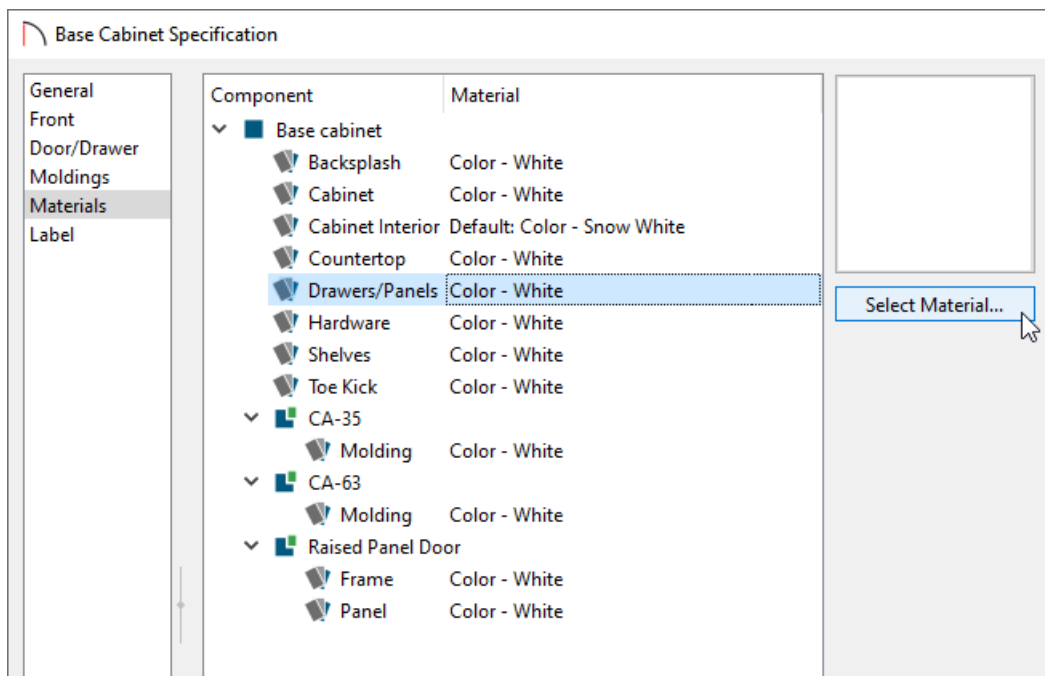 Base Cabinet Specification
General
Front
Door/Drawer
Moldings
Materials
Label
Component Material
Base cabinet
Backsplash Color - White
Cabinet Color - White
Cabinet Interior Default: Color - Snow White
Countertop Color - White
Drawers/Panels Color - White
Hardware Color - White
Shelves Color - White
Toe Kick Color - White
CA-35
Molding Color - White
CA-63
Molding Color - White
Raised Panel Door
Frame Color - White
Panel Color - White
Select Material...